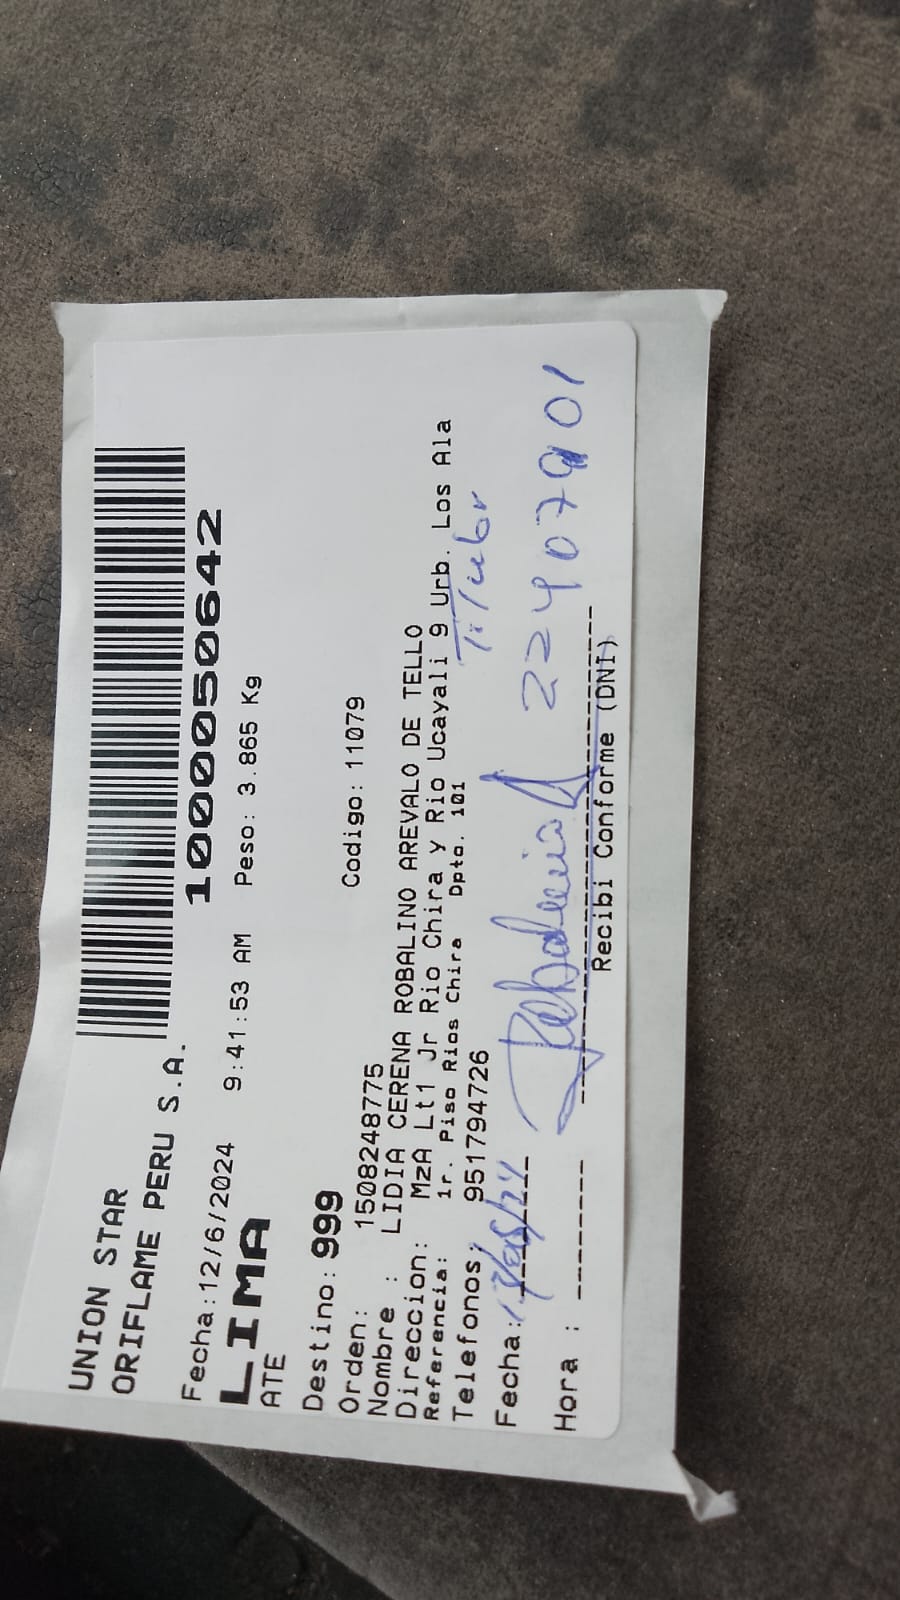 UNION STAR
ORIFLAME PERU S.A.
1000050642
Fecha:12/6/2024 9:41:53 AM Peso: 3.865 Kg
LIMA
ATE
Destino: 999
Orden: 1508248775 Codigo: 11079
Nombre : LIDIA CERENA ROBALINO AREVALO DE TELLO
Direccion: MzA Lt1 Jr Rio Chira y Rio Ucayali 9 Urb. Los Ala
Referencia: 1r. Piso Rios Chira Dpto. 101
Telefonos: 951794726
Titular
Fecha:
22407901
Hora :
Recibi Conforme (DNI)